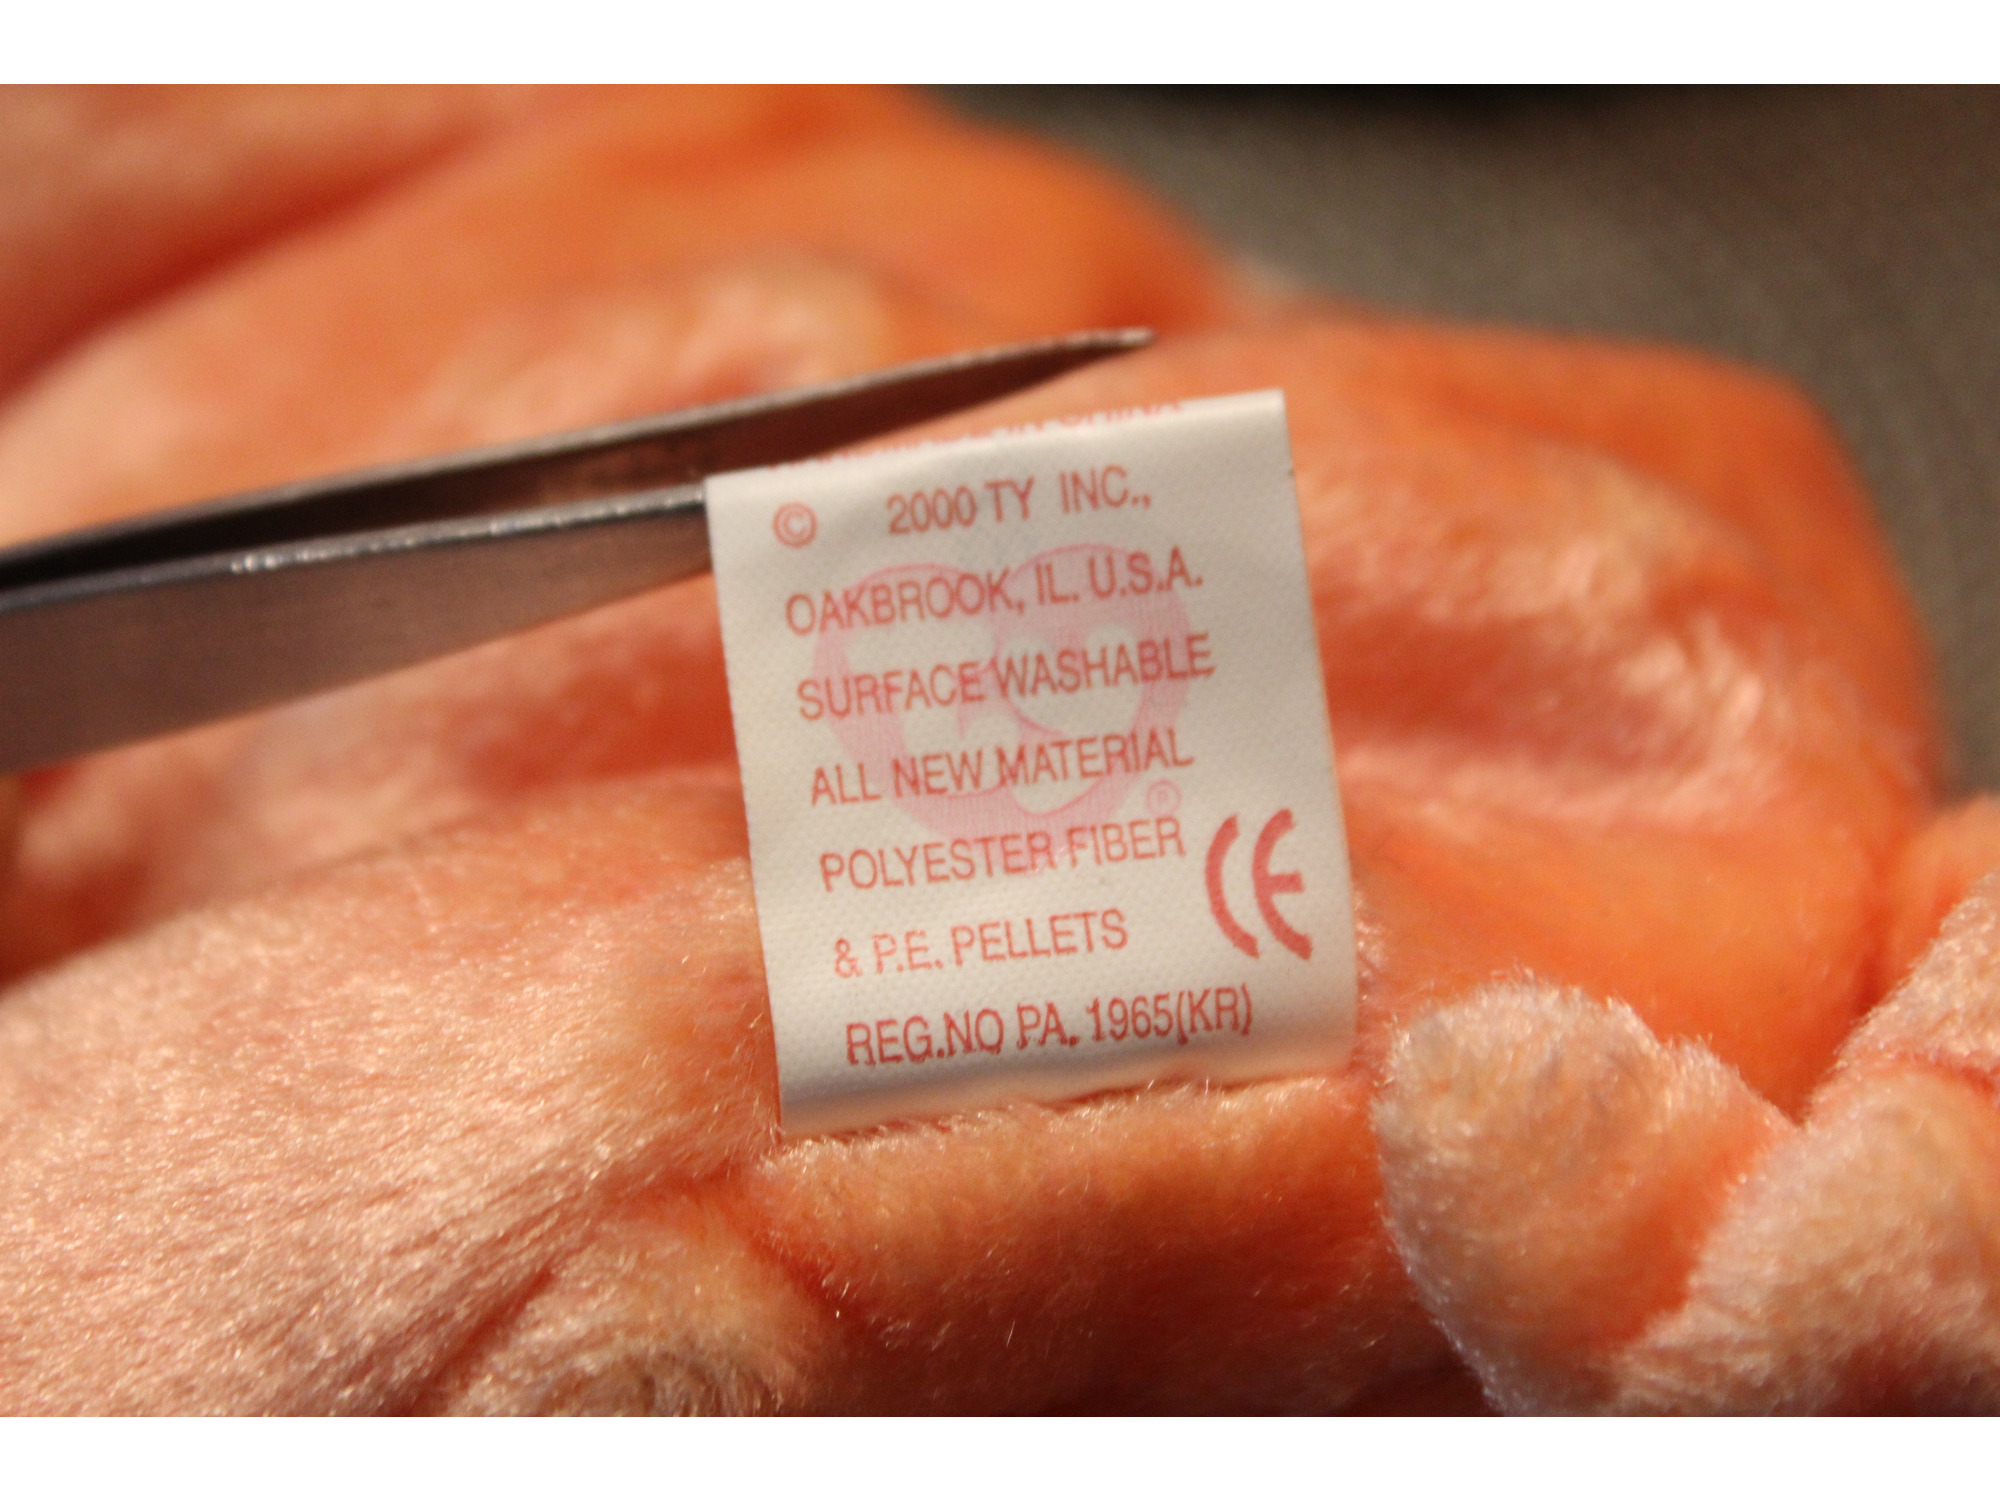 © 2000 TY INC.,
OAKBROOK, IL. U.S.A.
SURFACE WASHABLE
ALL NEW MATERIAL
POLYESTER FIBER
& P.E. PELLETS
REG.NO PA. 1965(KR)
CE
®